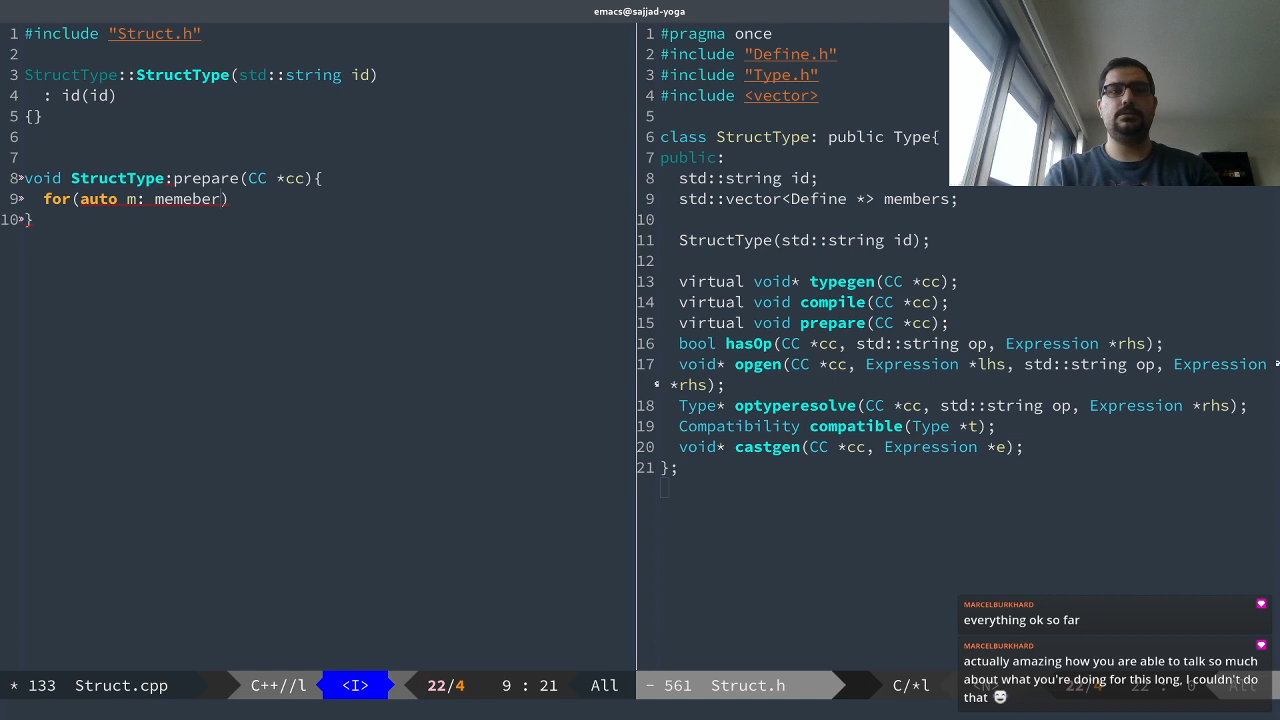 emacs@sajjad-yoga
1 #include "Struct.h"
2
3 StructType::StructType(std::string id)
4   : id(id)
5 {}
6
7
8»void StructType:prepare(CC *cc){
9»  for(auto m: memeber)
10»}
* 133 Struct.cpp C++//l <I> 22/4 9 : 21 All
1 #pragma once
2 #include "Define.h"
3 #include "Type.h"
4 #include <vector>
5
6 class StructType: public Type{
7 public:
8   std::string id;
9   std::vector<Define *> members;
10
11   StructType(std::string id);
12
13   virtual void* typegen(CC *cc);
14   virtual void compile(CC *cc);
15   virtual void prepare(CC *cc);
16   bool hasOp(CC *cc, std::string op, Expression *rhs);
17   void* opgen(CC *cc, Expression *lhs, std::string op, Expression
*rhs);
18   Type* optyperesolve(CC *cc, std::string op, Expression *rhs);
19   Compatibility compatible(Type *t);
20   void* castgen(CC *cc, Expression *e);
21 };
- 561 Struct.h C/*l <N> 22/4 22 : 0 All
MARCELBURKHARD
everything ok so far
MARCELBURKHARD
actually amazing how you are able to talk so much
about what you're doing for this long, I couldn't do
that